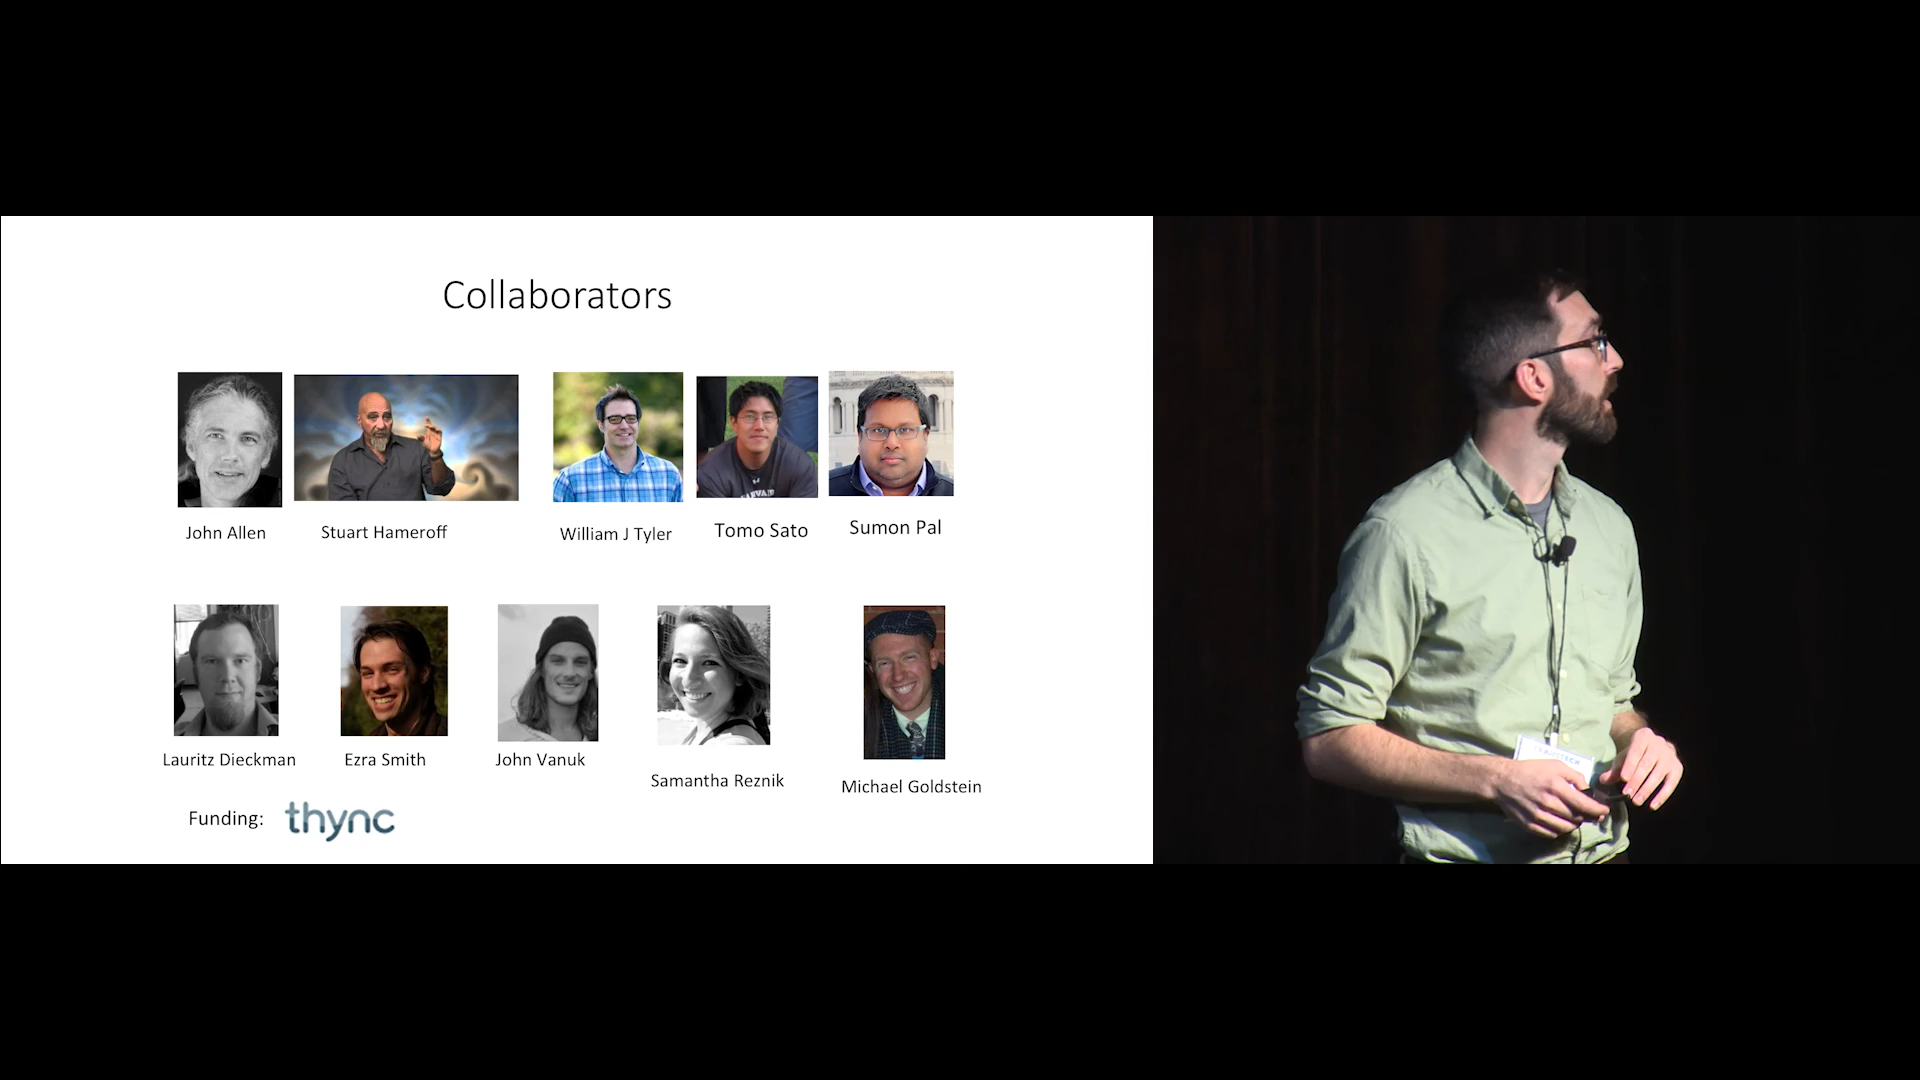 Collaborators
John Allen
Stuart Hameroff
William J Tyler
Tomo Sato
Sumon Pal
Lauritz Dieckman
Ezra Smith
John Vanuk
Samantha Reznik
Michael Goldstein
Funding: thync